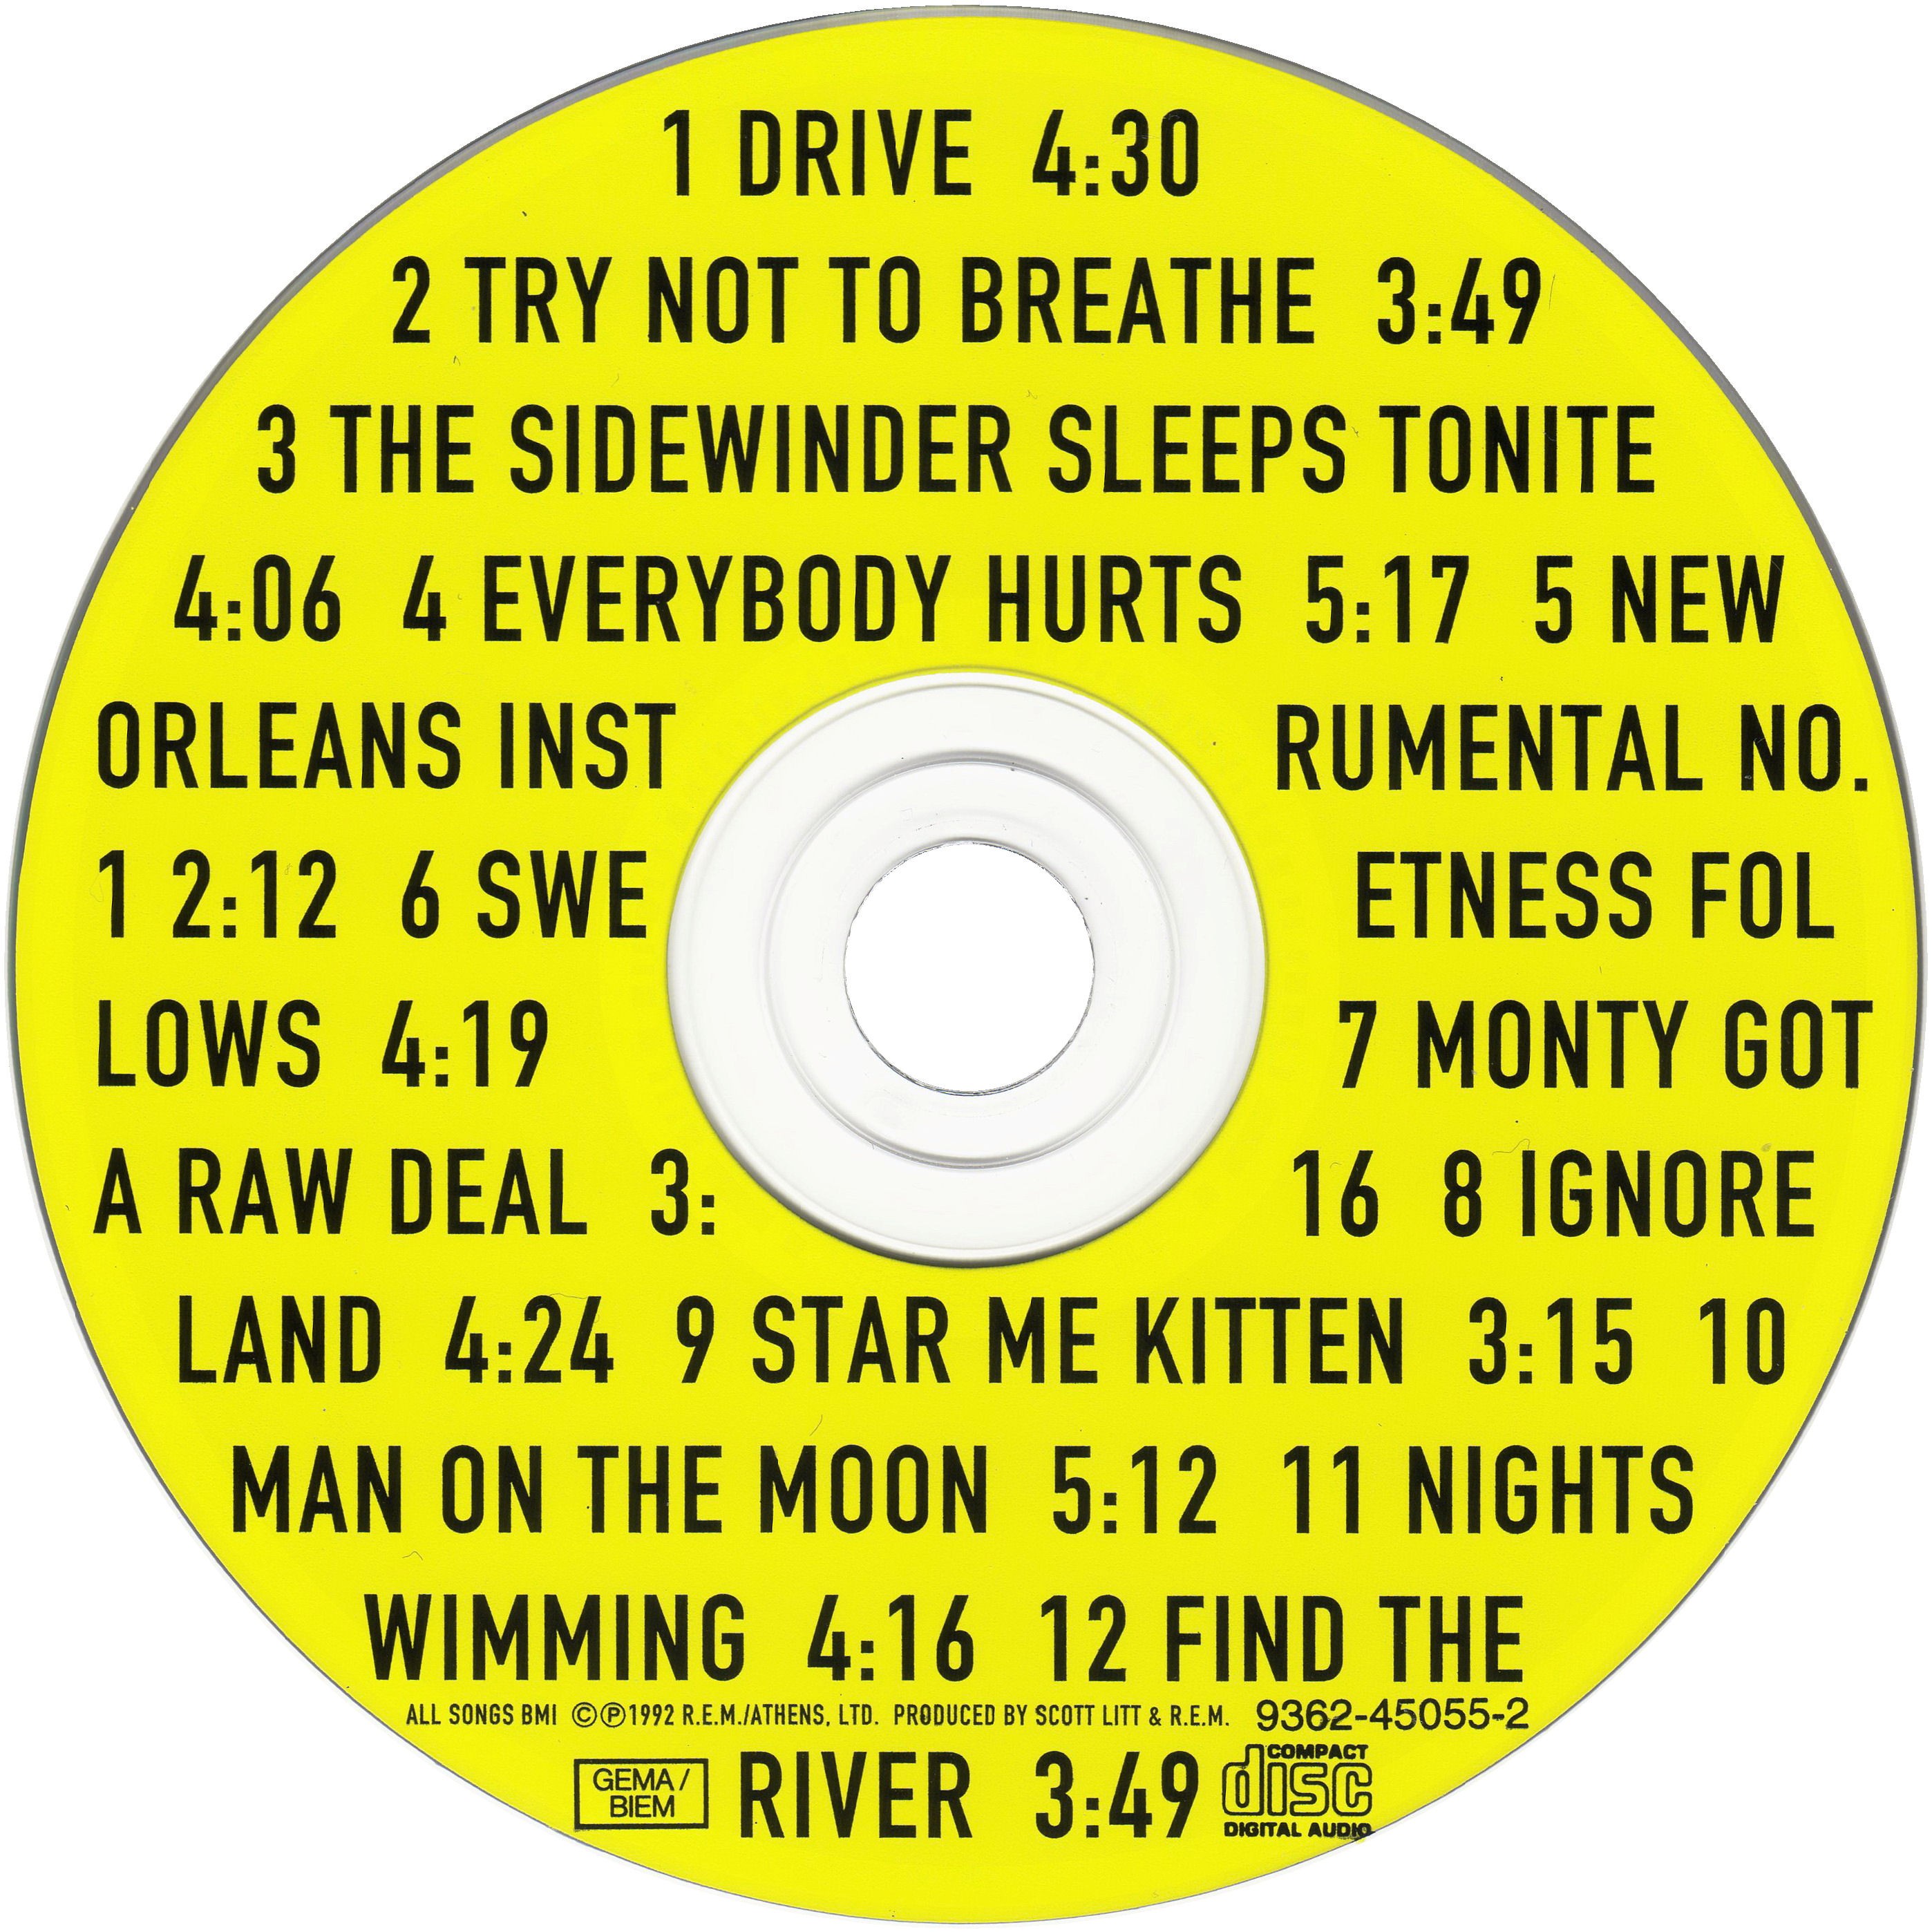 1 DRIVE 4:30
2 TRY NOT TO BREATHE 3:49
3 THE SIDEWINDER SLEEPS TONITE
4:06 4 EVERYBODY HURTS 5:17 5 NEW
ORLEANS INST RUMENTAL NO.
1 2:12 6 SWE ETNESS FOL
LOWS 4:19 7 MONTY GOT
A RAW DEAL 3: 16 8 IGNORE
LAND 4:24 9 STAR ME KITTEN 3:15 10
MAN ON THE MOON 5:12 11 NIGHTS
WIMMING 4:16 12 FIND THE
ALL SONGS BMI ©℗1992 R.E.M./ATHENS, LTD. PRODUCED BY SCOTT LITT & R.E.M. 9362-45055-2
GEMA/
BIEM
RIVER 3:49
COMPACT
disc
DIGITAL AUDIO